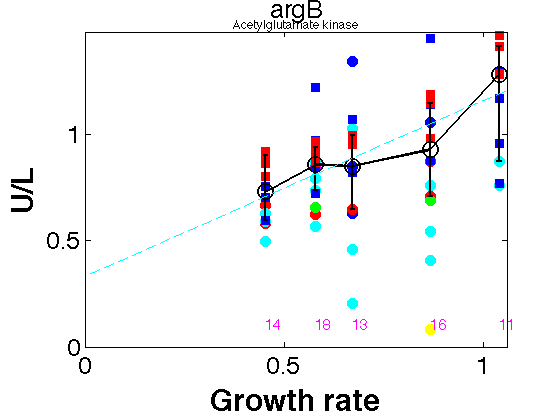 argB
Acetylglutamate kinase
U/L
1
0.5
0
14 18 13 16 11
0 0.5 1
Growth rate